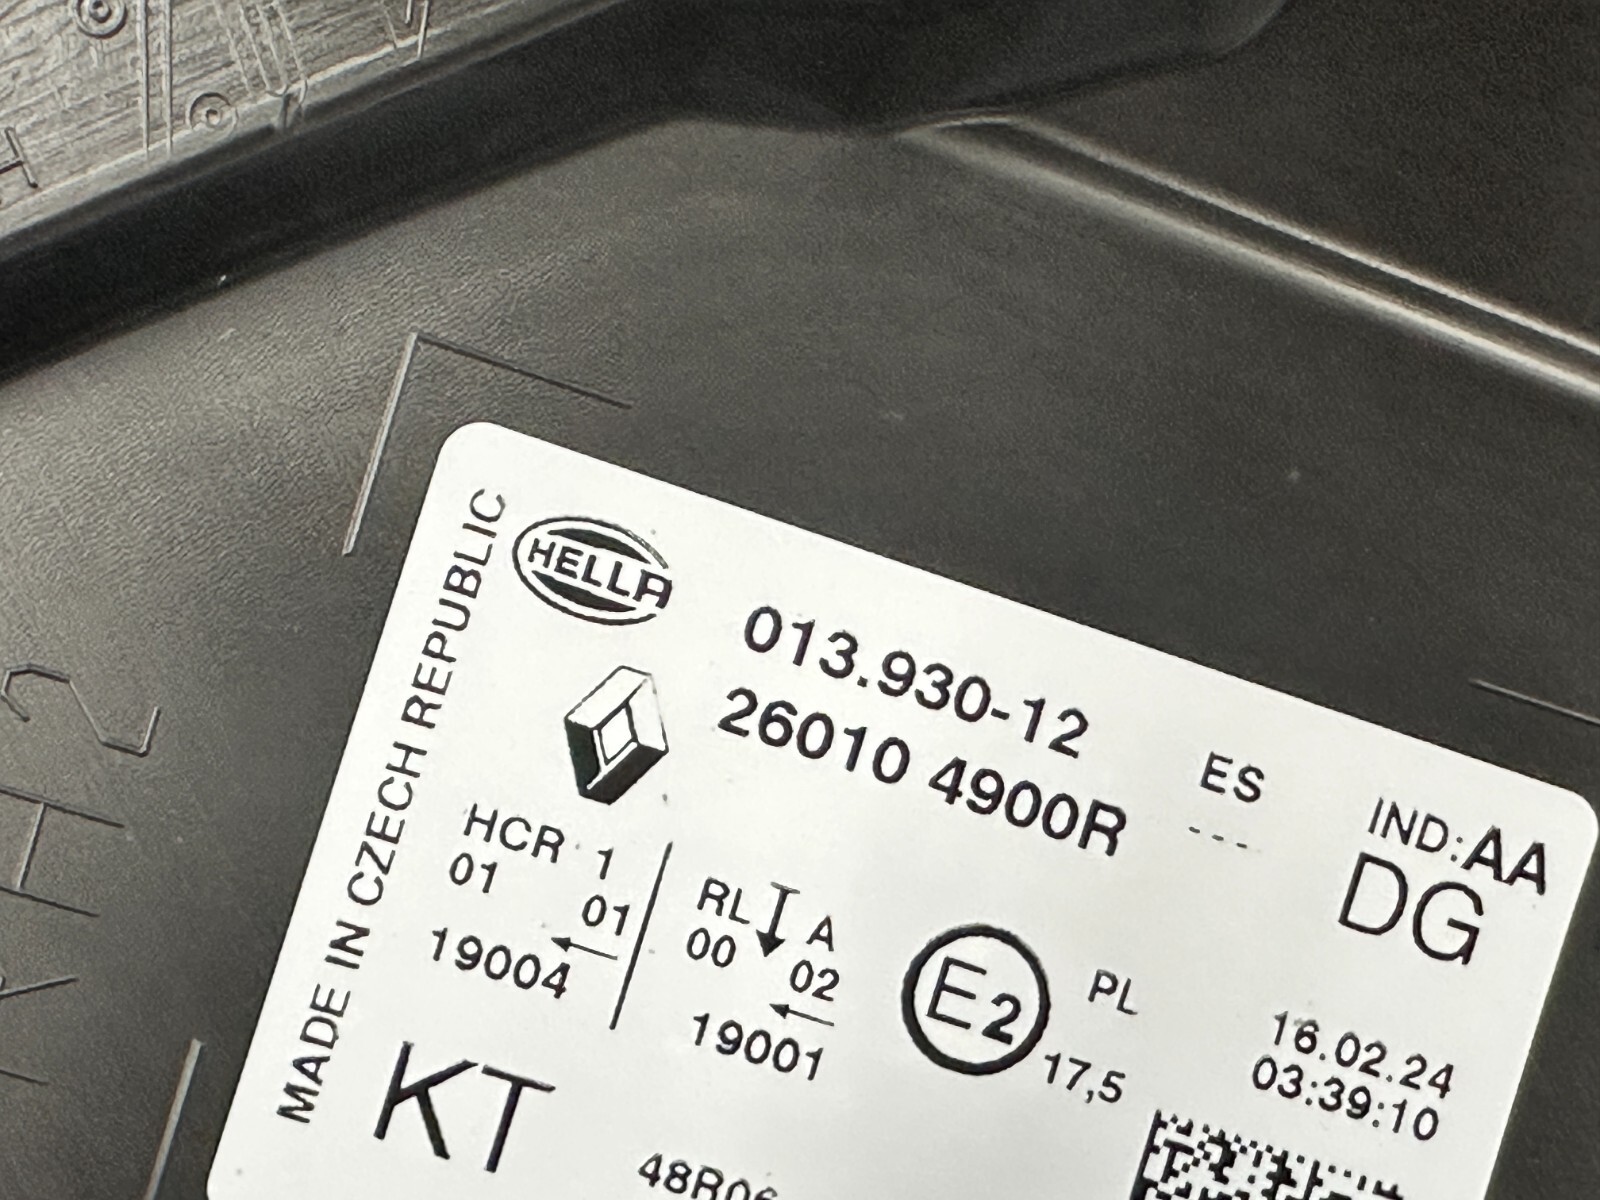 MADE IN CZECH REPUBLIC
HELLA
013.930-12
26010 4900R
ES
---
IND:AA
DG
HCR 1
01 01
19004
RL A
00 02
19001
E2
PL
17,5
16.02.24
03:39:10
KT
H2